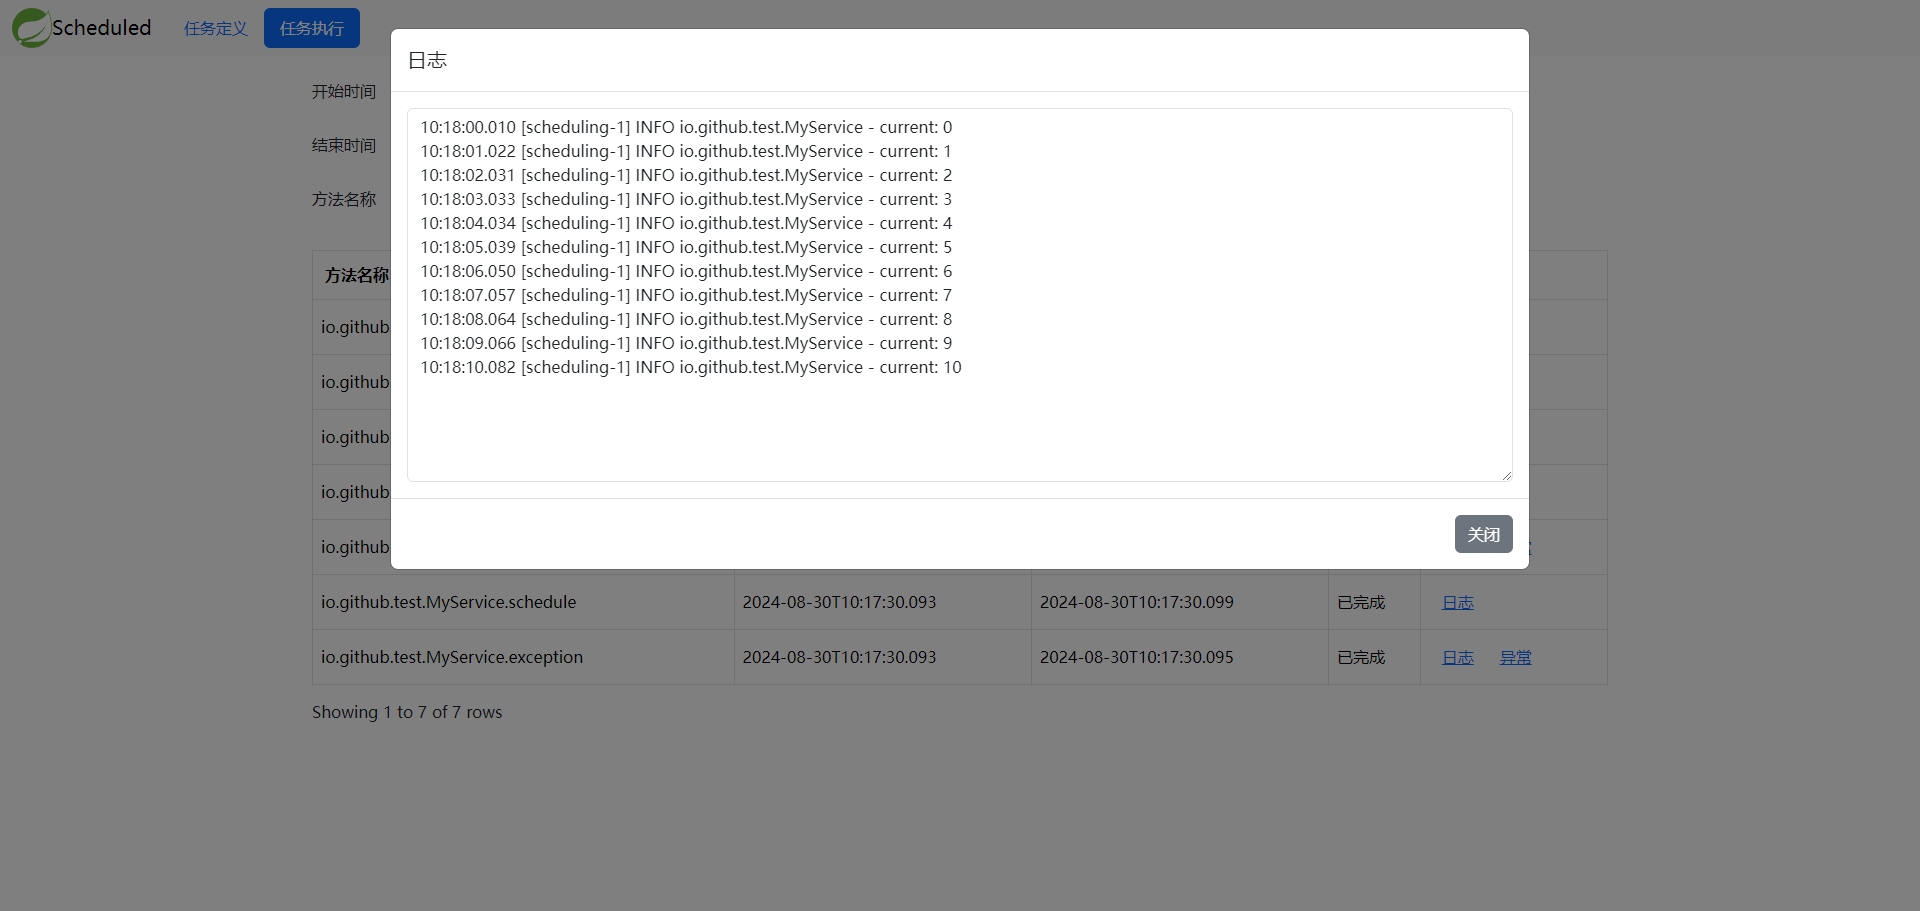 Scheduled 任务定义 任务执行
日志
开始时间
结束时间
方法名称
10:18:00.010 [scheduling-1] INFO io.github.test.MyService - current: 0
10:18:01.022 [scheduling-1] INFO io.github.test.MyService - current: 1
10:18:02.031 [scheduling-1] INFO io.github.test.MyService - current: 2
10:18:03.033 [scheduling-1] INFO io.github.test.MyService - current: 3
10:18:04.034 [scheduling-1] INFO io.github.test.MyService - current: 4
10:18:05.039 [scheduling-1] INFO io.github.test.MyService - current: 5
10:18:06.050 [scheduling-1] INFO io.github.test.MyService - current: 6
10:18:07.057 [scheduling-1] INFO io.github.test.MyService - current: 7
10:18:08.064 [scheduling-1] INFO io.github.test.MyService - current: 8
10:18:09.066 [scheduling-1] INFO io.github.test.MyService - current: 9
10:18:10.082 [scheduling-1] INFO io.github.test.MyService - current: 10
关闭
方法名称
io.github
io.github
io.github
io.github
io.github
io.github.test.MyService.schedule 2024-08-30T10:17:30.093 2024-08-30T10:17:30.099 已完成 日志
io.github.test.MyService.exception 2024-08-30T10:17:30.093 2024-08-30T10:17:30.095 已完成 日志 异常
Showing 1 to 7 of 7 rows